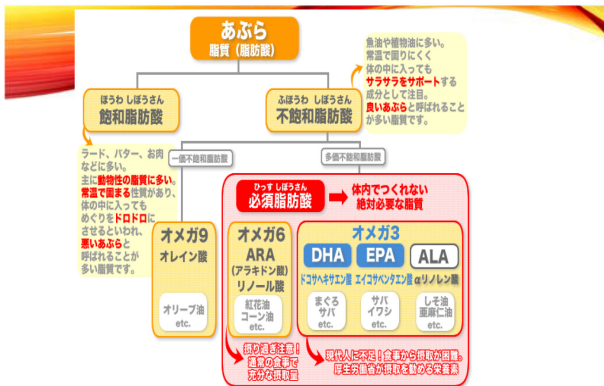 あぶら
脂質（脂肪酸）
魚油や植物油に多い。
常温で固りにくく
体の中に入っても
サラサラをサポートする
成分として注目。
良いあぶらと呼ばれること
が多い脂質です。
ほうわ しぼうさん
飽和脂肪酸
ふほうわ しぼうさん
不飽和脂肪酸
ラード、バター、お肉
などに多い。
主に動物性の脂質に多い。
常温で固まる性質があり、
体の中に入っても
めぐりをドロドロに
させるといわれ、
悪いあぶらと
呼ばれることが
多い脂質です。
一価不飽和脂肪酸
多価不飽和脂肪酸
ひっす しぼうさん
必須脂肪酸
体内でつくれない
絶対必要な脂質
オメガ9
オレイン酸
オリーブ油
etc.
オメガ6
ARA
(アラキドン酸)
リノール酸
紅花油
コーン油
etc.
オメガ3
DHA
ドコサヘキサエン酸
まぐろ
サバ
etc.
EPA
エイコサペンタエン酸
サバ
イワシ
etc.
ALA
αリノレン酸
しそ油
亜麻仁油
etc.
摂り過ぎ注意！
通常の食事で
充分な摂取量
現代人に不足！食事から摂取が困難。
厚生労働省が摂取を勧める栄養素